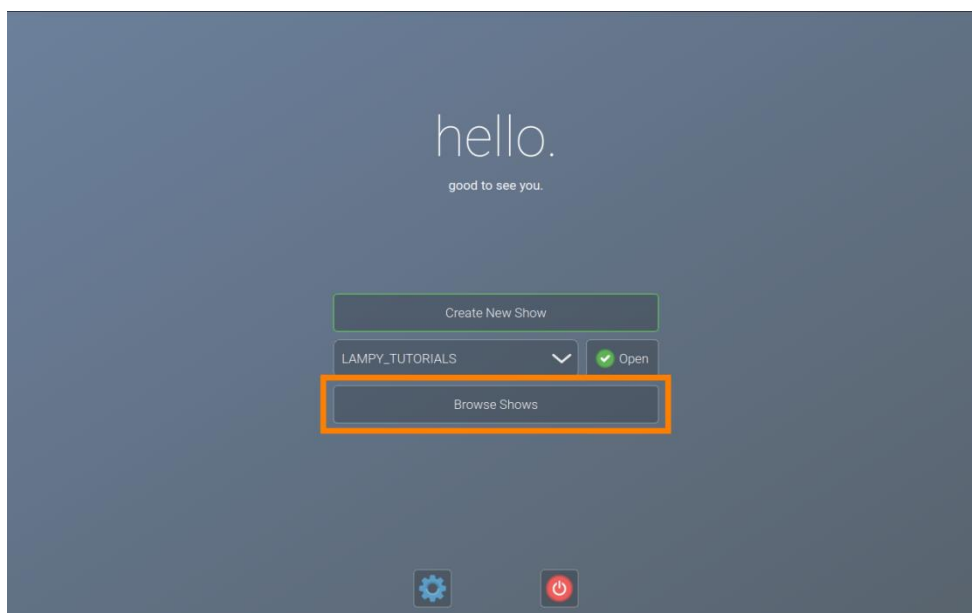 hello.
good to see you.
Create New Show
LAMPY_TUTORIALS
Open
Browse Shows